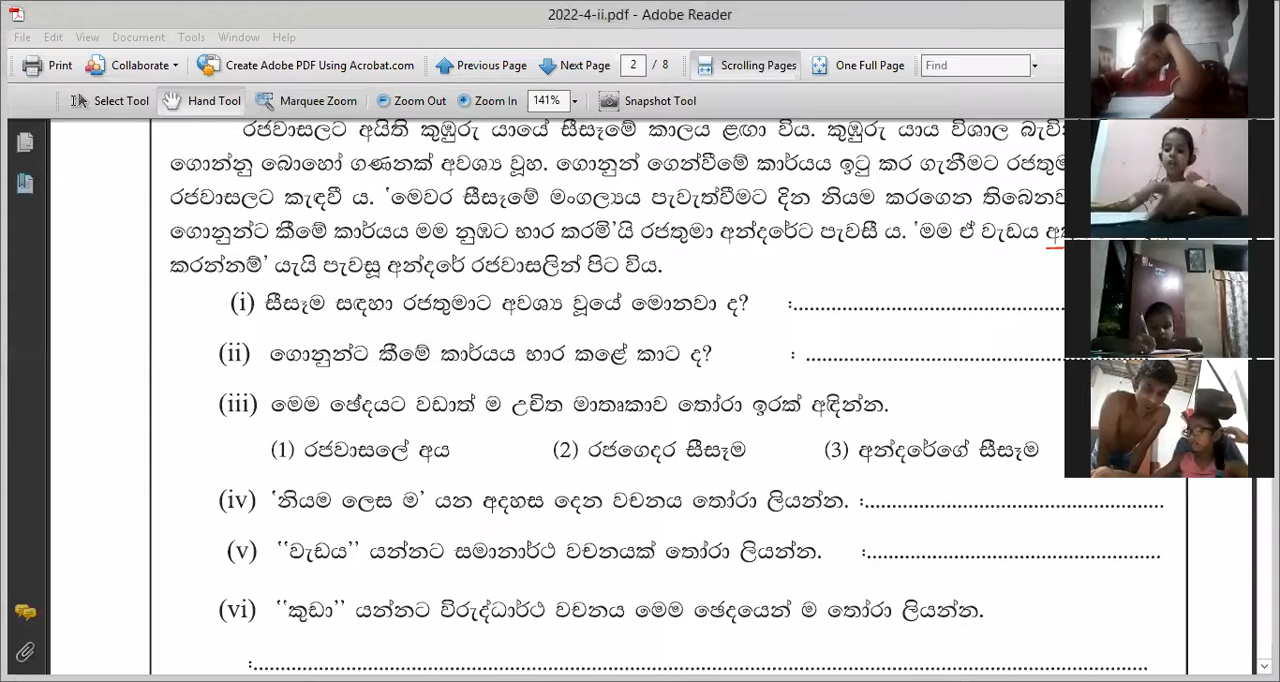 2022-4-ii.pdf - Adobe Reader
File Edit View Document Tools Window Help
Print Collaborate Create Adobe PDF Using Acrobat.com Previous Page Next Page 2 / 8 Scrolling Pages One Full Page Find
Select Tool Hand Tool Marquee Zoom Zoom Out Zoom In 141% Snapshot Tool
රජවාසලට අයිති කුඹුරු යායේ සීසෑමේ කාලය ළඟා විය. කුඹුරු යාය විශාල
ගොන්නු බොහෝ ගණනක් අවශ්‍ය වූහ. ගොනුන් ගෙන්වීමේ කාර්යය ඉටු කර ගැනීමට
රජවාසලට කැඳවී ය. 'මෙවර සීසෑමේ මංගල්‍යය පැවැත්වීමට දින නියම කරගෙන
ගොනුන්ට කීමේ කාර්යය මම නුඹට භාර කරමි'යි රජතුමා අන්දරේට පැවසී ය. 'මම ඒ වැඩය
කරන්නම්' යැයි පැවසූ අන්දරේ රජවාසලින් පිට විය.
(i) සීසෑම සඳහා රජතුමාට අවශ්‍ය වූයේ මොනවා ද? :..............................
(ii) ගොනුන්ට කීමේ කාර්යය භාර කළේ කාට ද? : ..............................
(iii) මෙම ඡේදයට වඩාත් ම උචිත මාතෘකාව තෝරා ඉරක් අඳින්න.
(1) රජවාසලේ අය (2) රජගෙදර සීසෑම (3) අන්දරේගේ සීසෑම
(iv) 'නියම ලෙස ම' යන අදහස දෙන වචනය තෝරා ලියන්න. :..............................
(v) "වැඩය" යන්නට සමානාර්ථ වචනයක් තෝරා ලියන්න. :..............................
(vi) "කුඩා" යන්නට විරුද්ධාර්ථ වචනය මෙම ඡෙදයෙන් ම තෝරා ලියන්න.
:............................................................